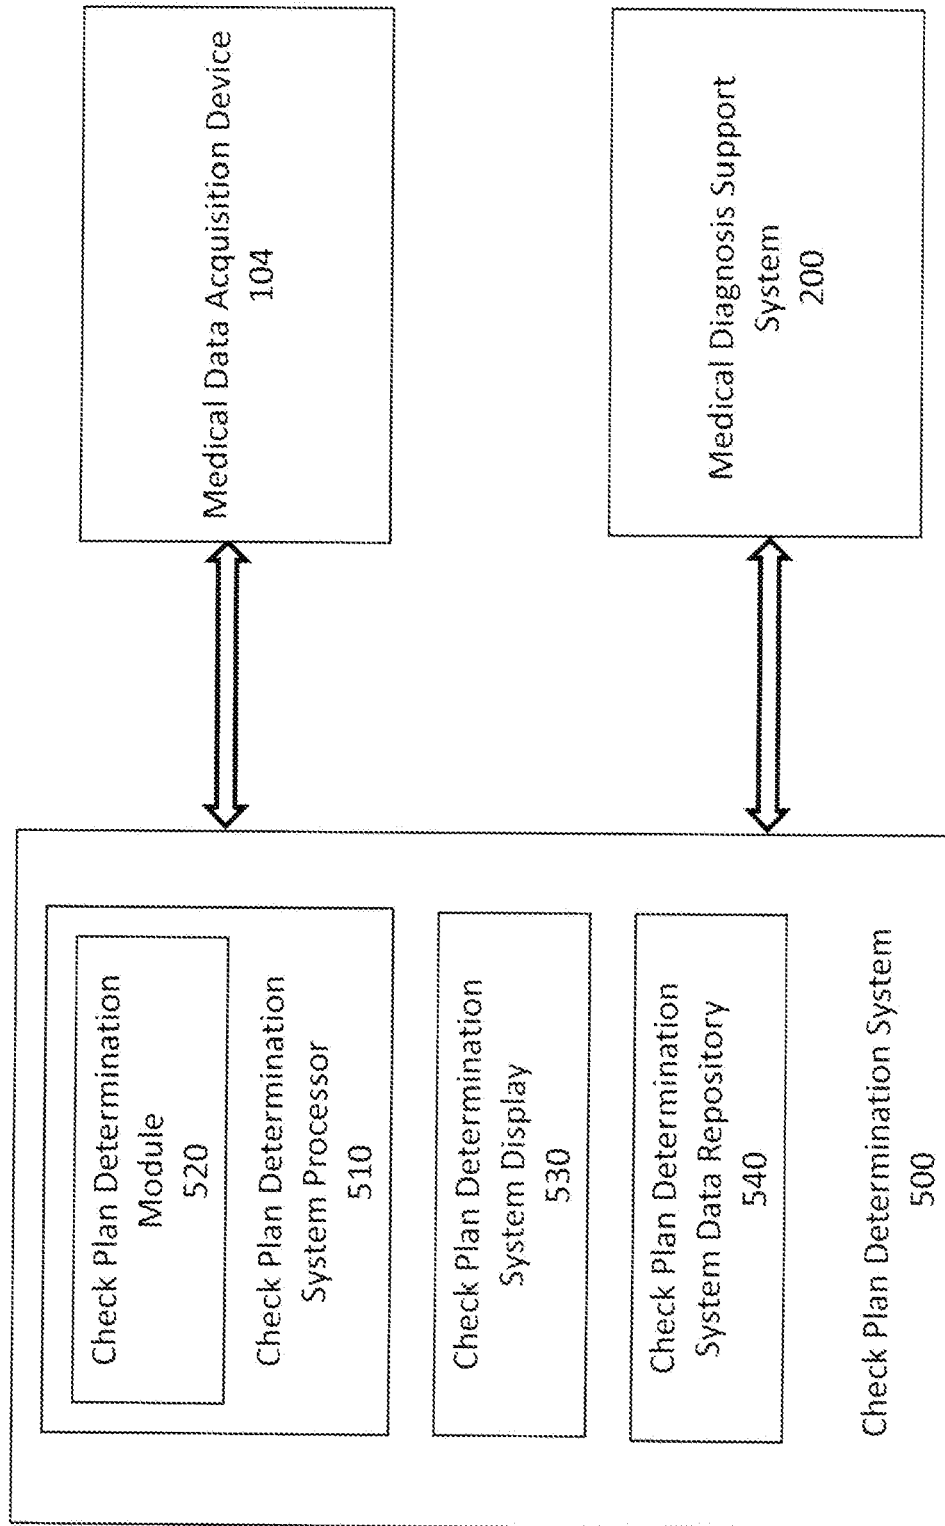 Check Plan Determination
Module
520
Check Plan Determination
System Processor
510
Check Plan Determination
System Display
530
Check Plan Determination
System Data Repository
540
Check Plan Determination System
500
Medical Data Acquisition Device
104
Medical Diagnosis Support
System
200